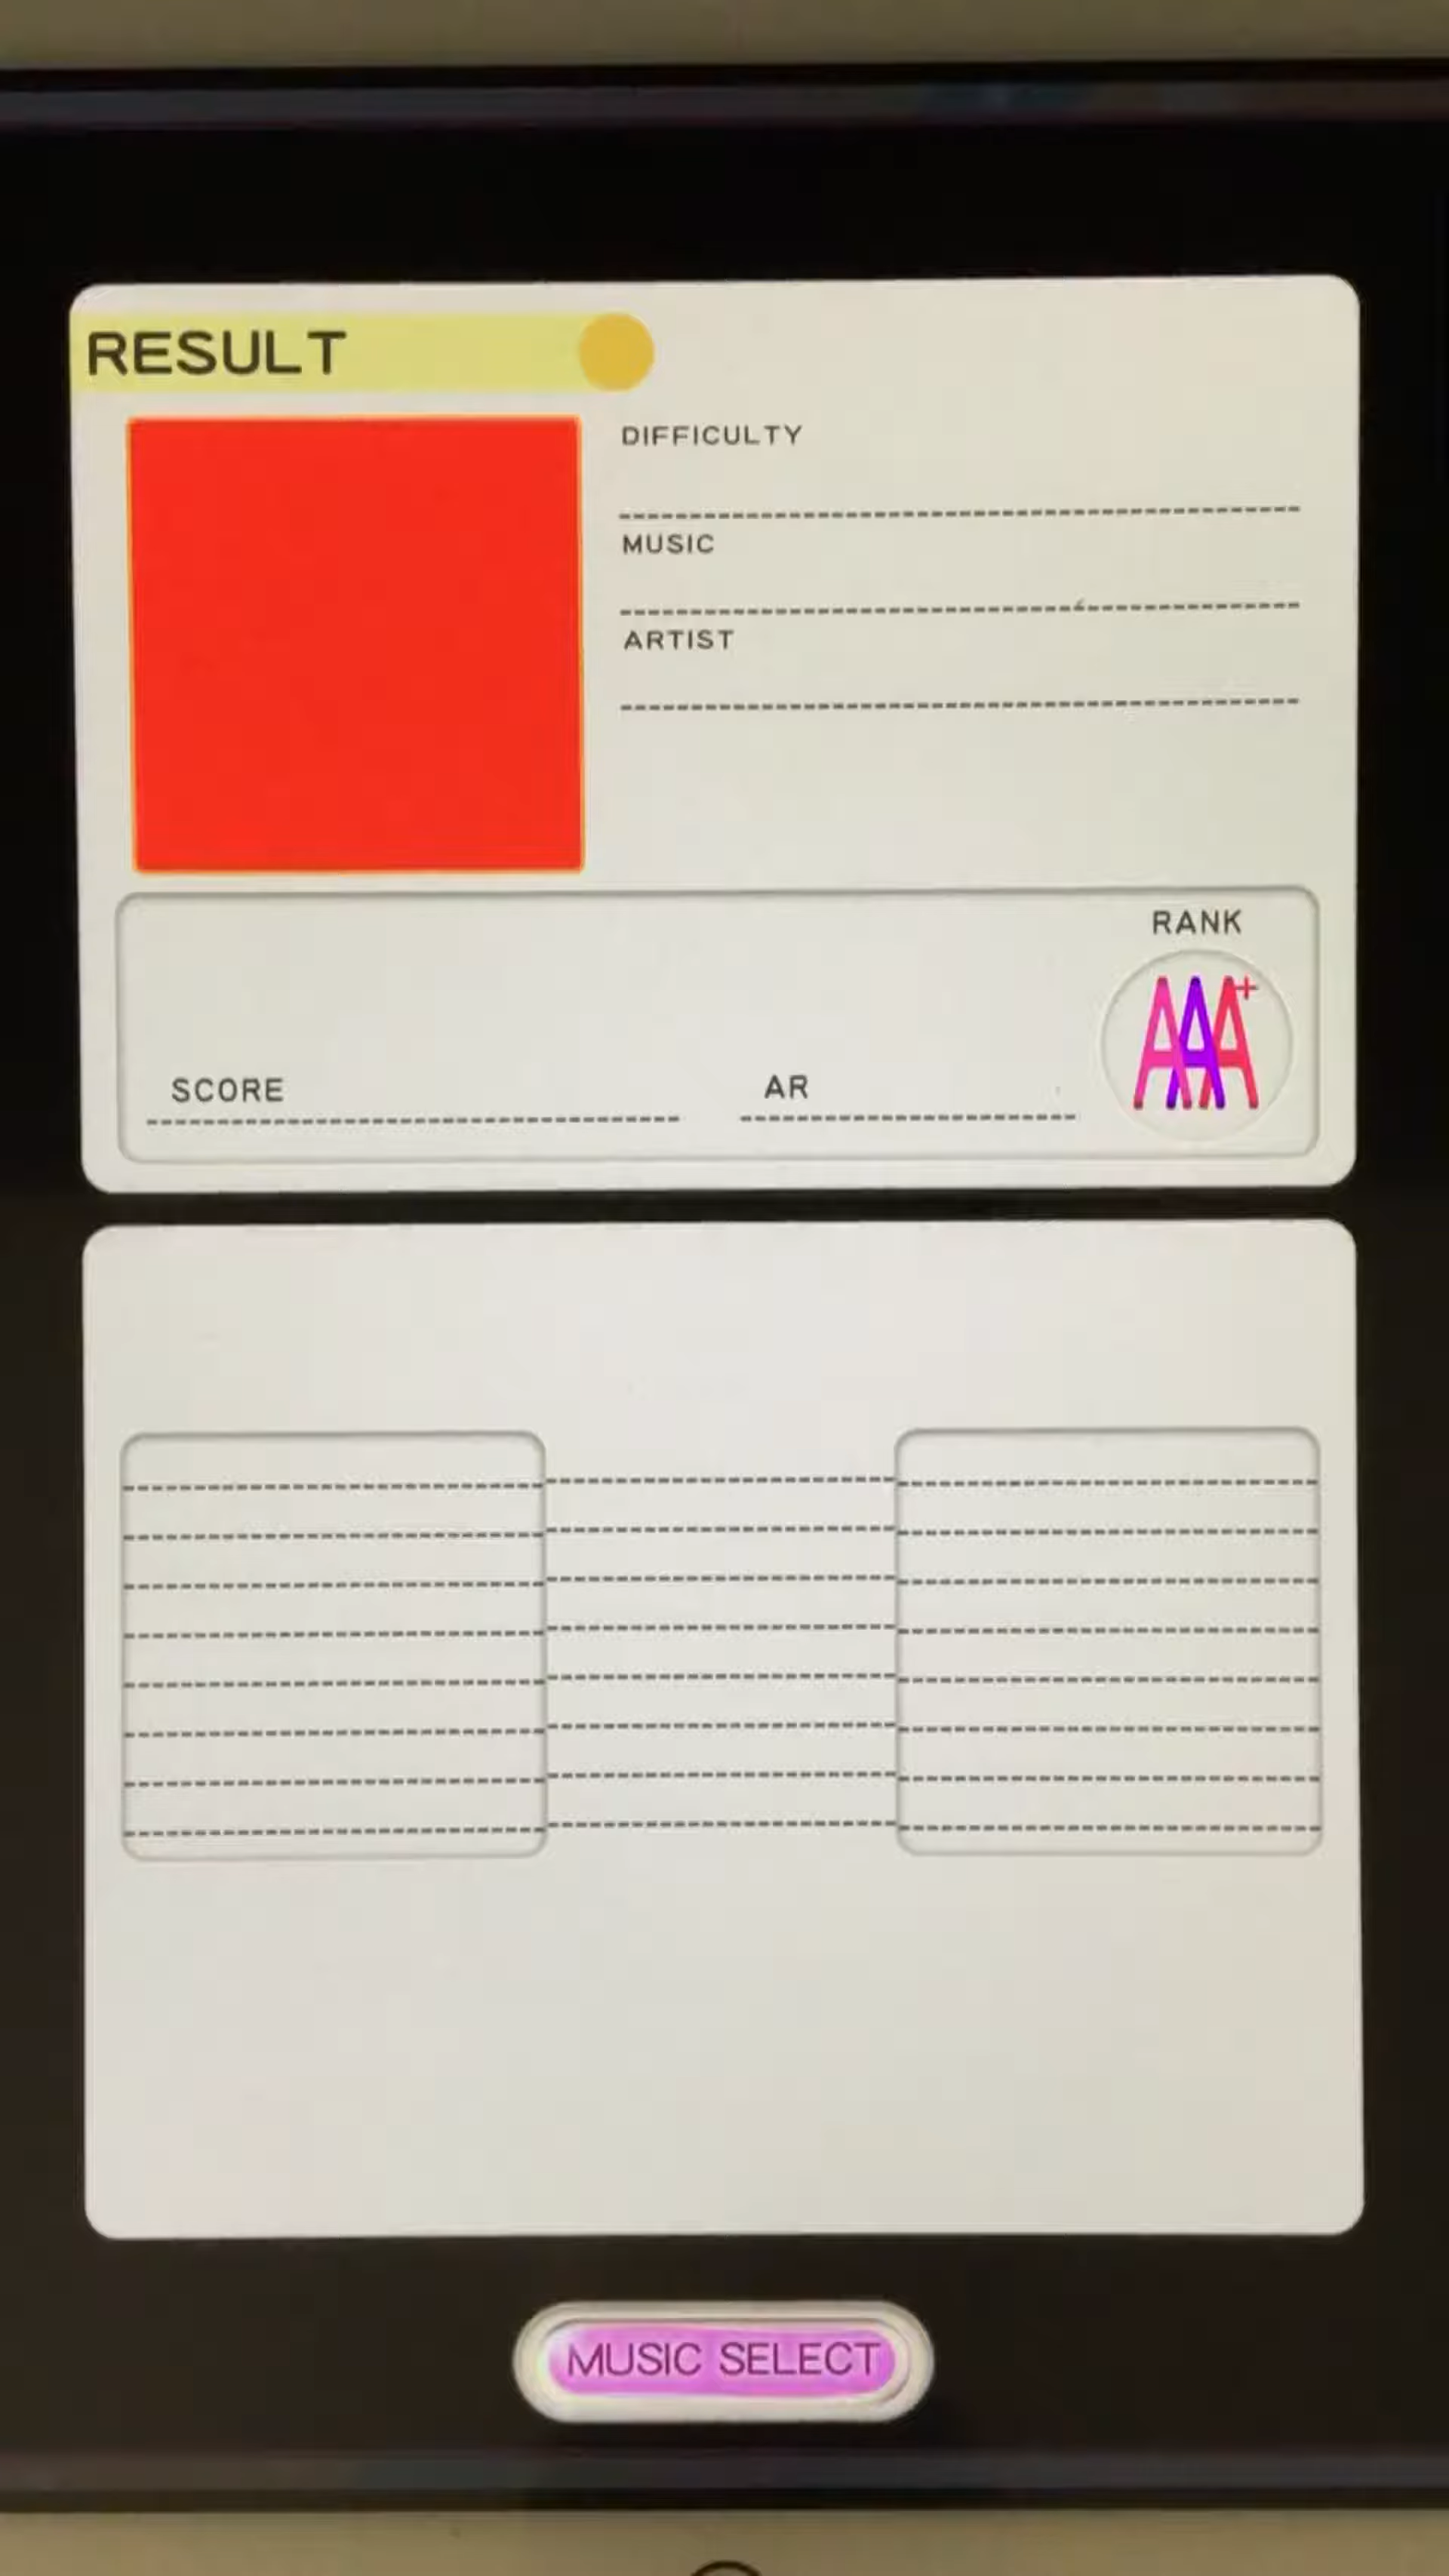 RESULT
DIFFICULTY
MUSIC
ARTIST
RANK
AAA+
SCORE
AR
MUSIC SELECT